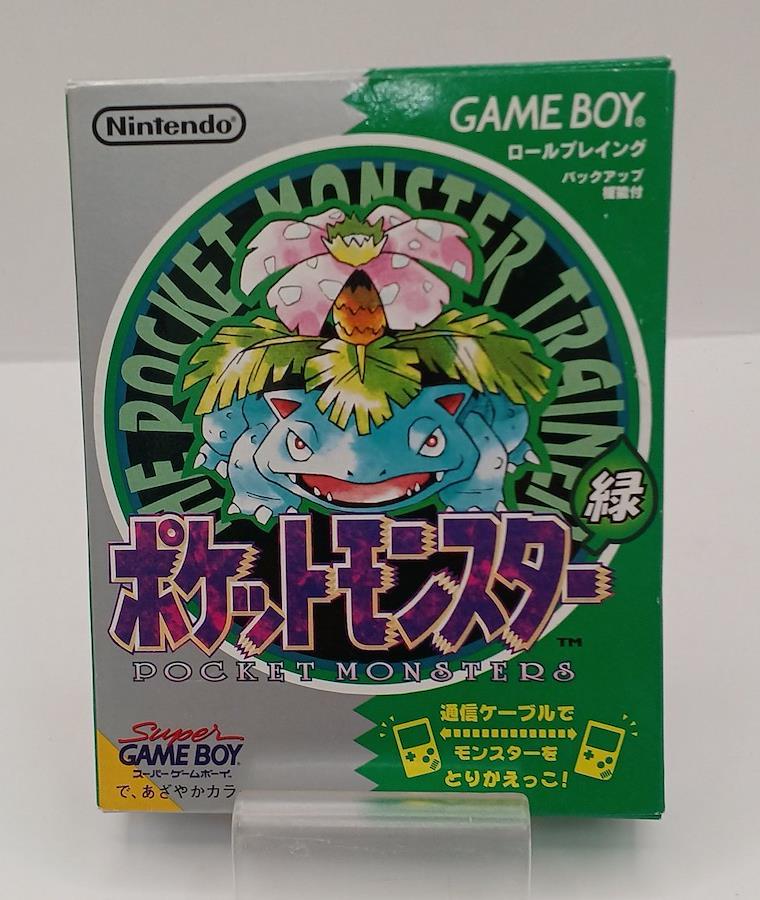 Nintendo
GAME BOY
ロールプレイング
バックアップ
機能付
POCKET MONSTER TRAINER
緑
ポケットモンスター
TM
POCKET MONSTERS
Super
GAME BOY
スーパーゲームボーイ
で、あざやかカラ
通信ケーブルで
モンスターを
とりかえっこ!